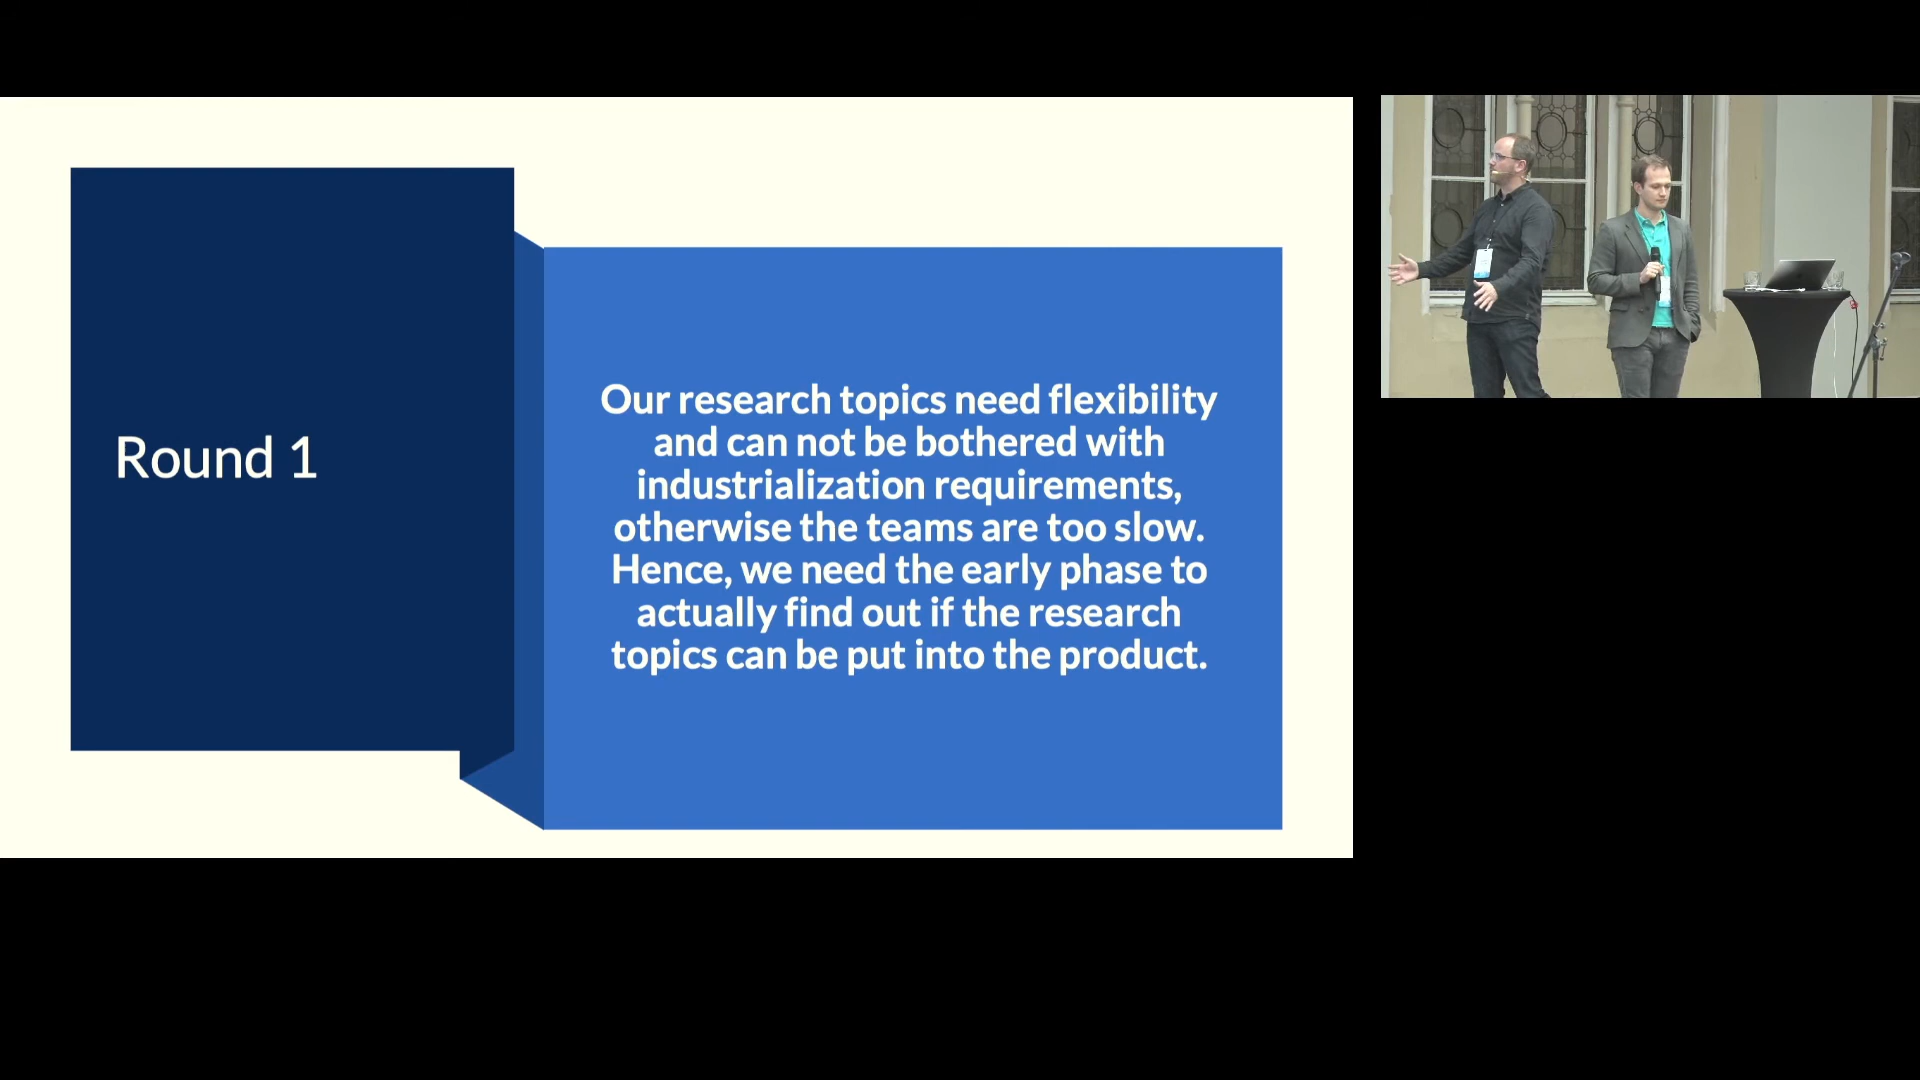 Round 1
Our research topics need flexibility
and can not be bothered with
industrialization requirements,
otherwise the teams are too slow.
Hence, we need the early phase to
actually find out if the research
topics can be put into the product.